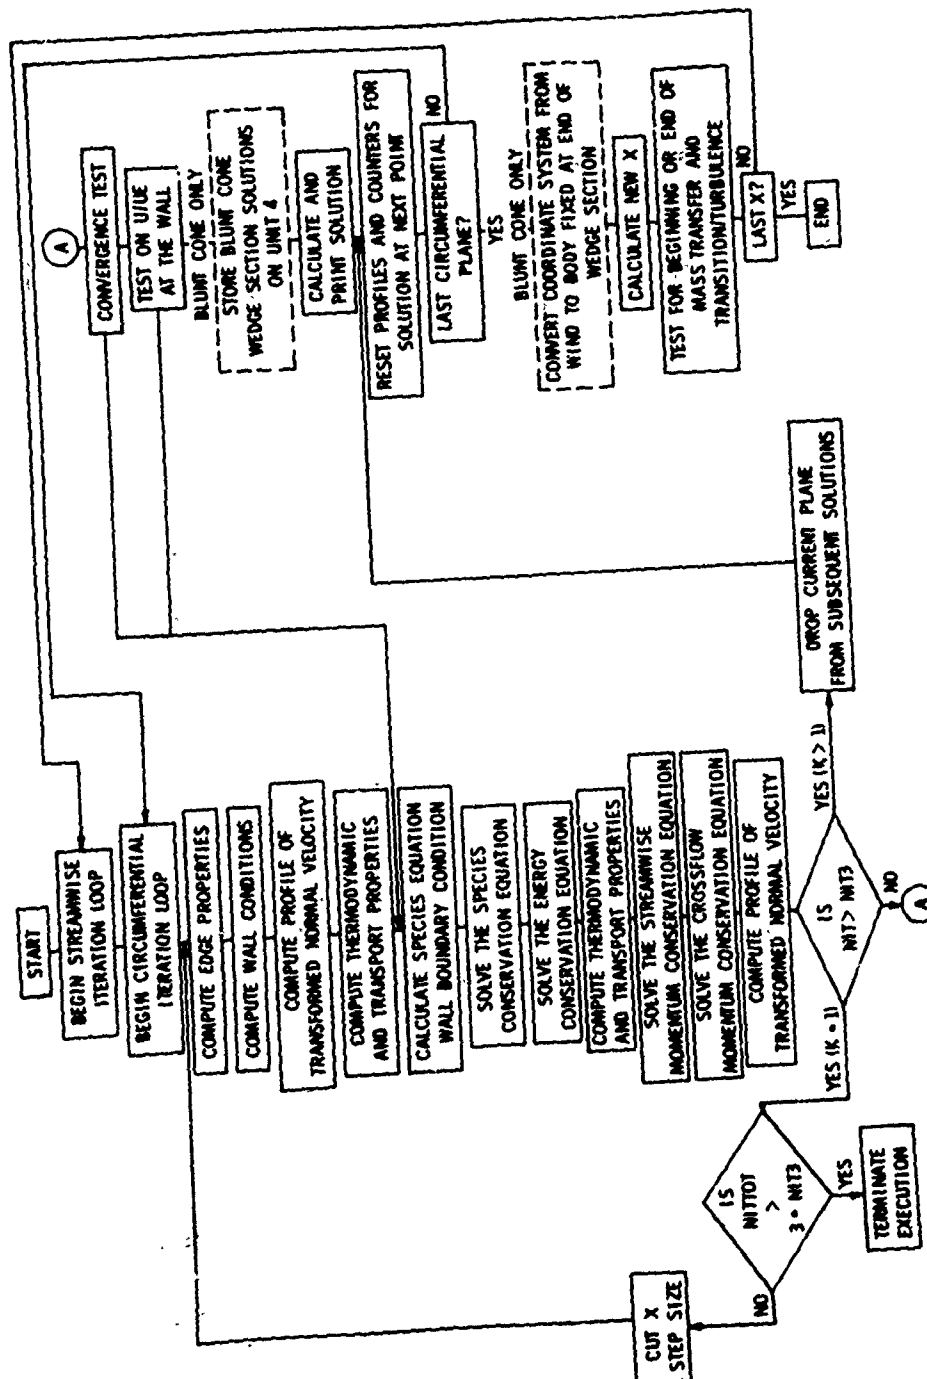 START
BEGIN STREAMWISE
ITERATION LOOP
BEGIN CIRCUMFERENTIAL
ITERATION LOOP
COMPUTE EDGE PROPERTIES
COMPUTE WALL CONDITIONS
COMPUTE PROFILE OF
TRANSFORMED NORMAL VELOCITY
COMPUTE THERMODYNAMIC
AND TRANSPORT PROPERTIES
CALCULATE SPECIES EQUATION
WALL BOUNDARY CONDITION
SOLVE THE SPECIES
CONSERVATION EQUATION
SOLVE THE ENERGY
CONSERVATION EQUATION
COMPUTE THERMODYNAMIC
AND TRANSPORT PROPERTIES
SOLVE THE STREAMWISE
MOMENTUM CONSERVATION EQUATION
SOLVE THE CROSSFLOW
MOMENTUM CONSERVATION EQUATION
COMPUTE PROFILE OF
TRANSFORMED NORMAL VELOCITY
IS
NIT > NIT3
YES (K = 1)
YES (K > 1)
NO
A
IS
NITTOT
>
3 * NIT3
NO
YES
CUT X
STEP SIZE
TERMINATE
EXECUTION
DROP CURRENT PLANE
FROM SUBSEQUENT SOLUTIONS
A
CONVERGENCE TEST
TEST ON U/UE
AT THE WALL
BLUNT CONE ONLY
STORE BLUNT CONE
WEDGE SECTION SOLUTIONS
ON UNIT 4
CALCULATE AND
PRINT SOLUTION
RESET PROFILES AND COUNTERS FOR
SOLUTION AT NEXT POINT
LAST CIRCUMFERENTIAL
PLANE?
NO
YES
BLUNT CONE ONLY
CONVERT COORDINATE SYSTEM FROM
WIND TO BODY FIXED AT END OF
WEDGE SECTION
CALCULATE NEW X
TEST FOR BEGINNING OR END OF
MASS TRANSFER AND
TRANSITION/TURBULENCE
LAST X?
NO
YES
END